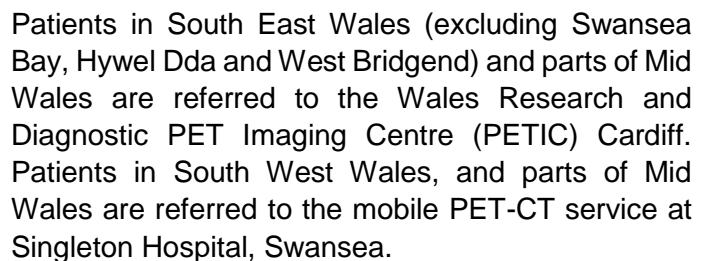 Patients in South East Wales (excluding Swansea
Bay, Hywel Dda and West Bridgend) and parts of Mid
Wales are referred to the Wales Research and
Diagnostic PET Imaging Centre (PETIC) Cardiff.
Patients in South West Wales, and parts of Mid
Wales are referred to the mobile PET-CT service at
Singleton Hospital, Swansea.